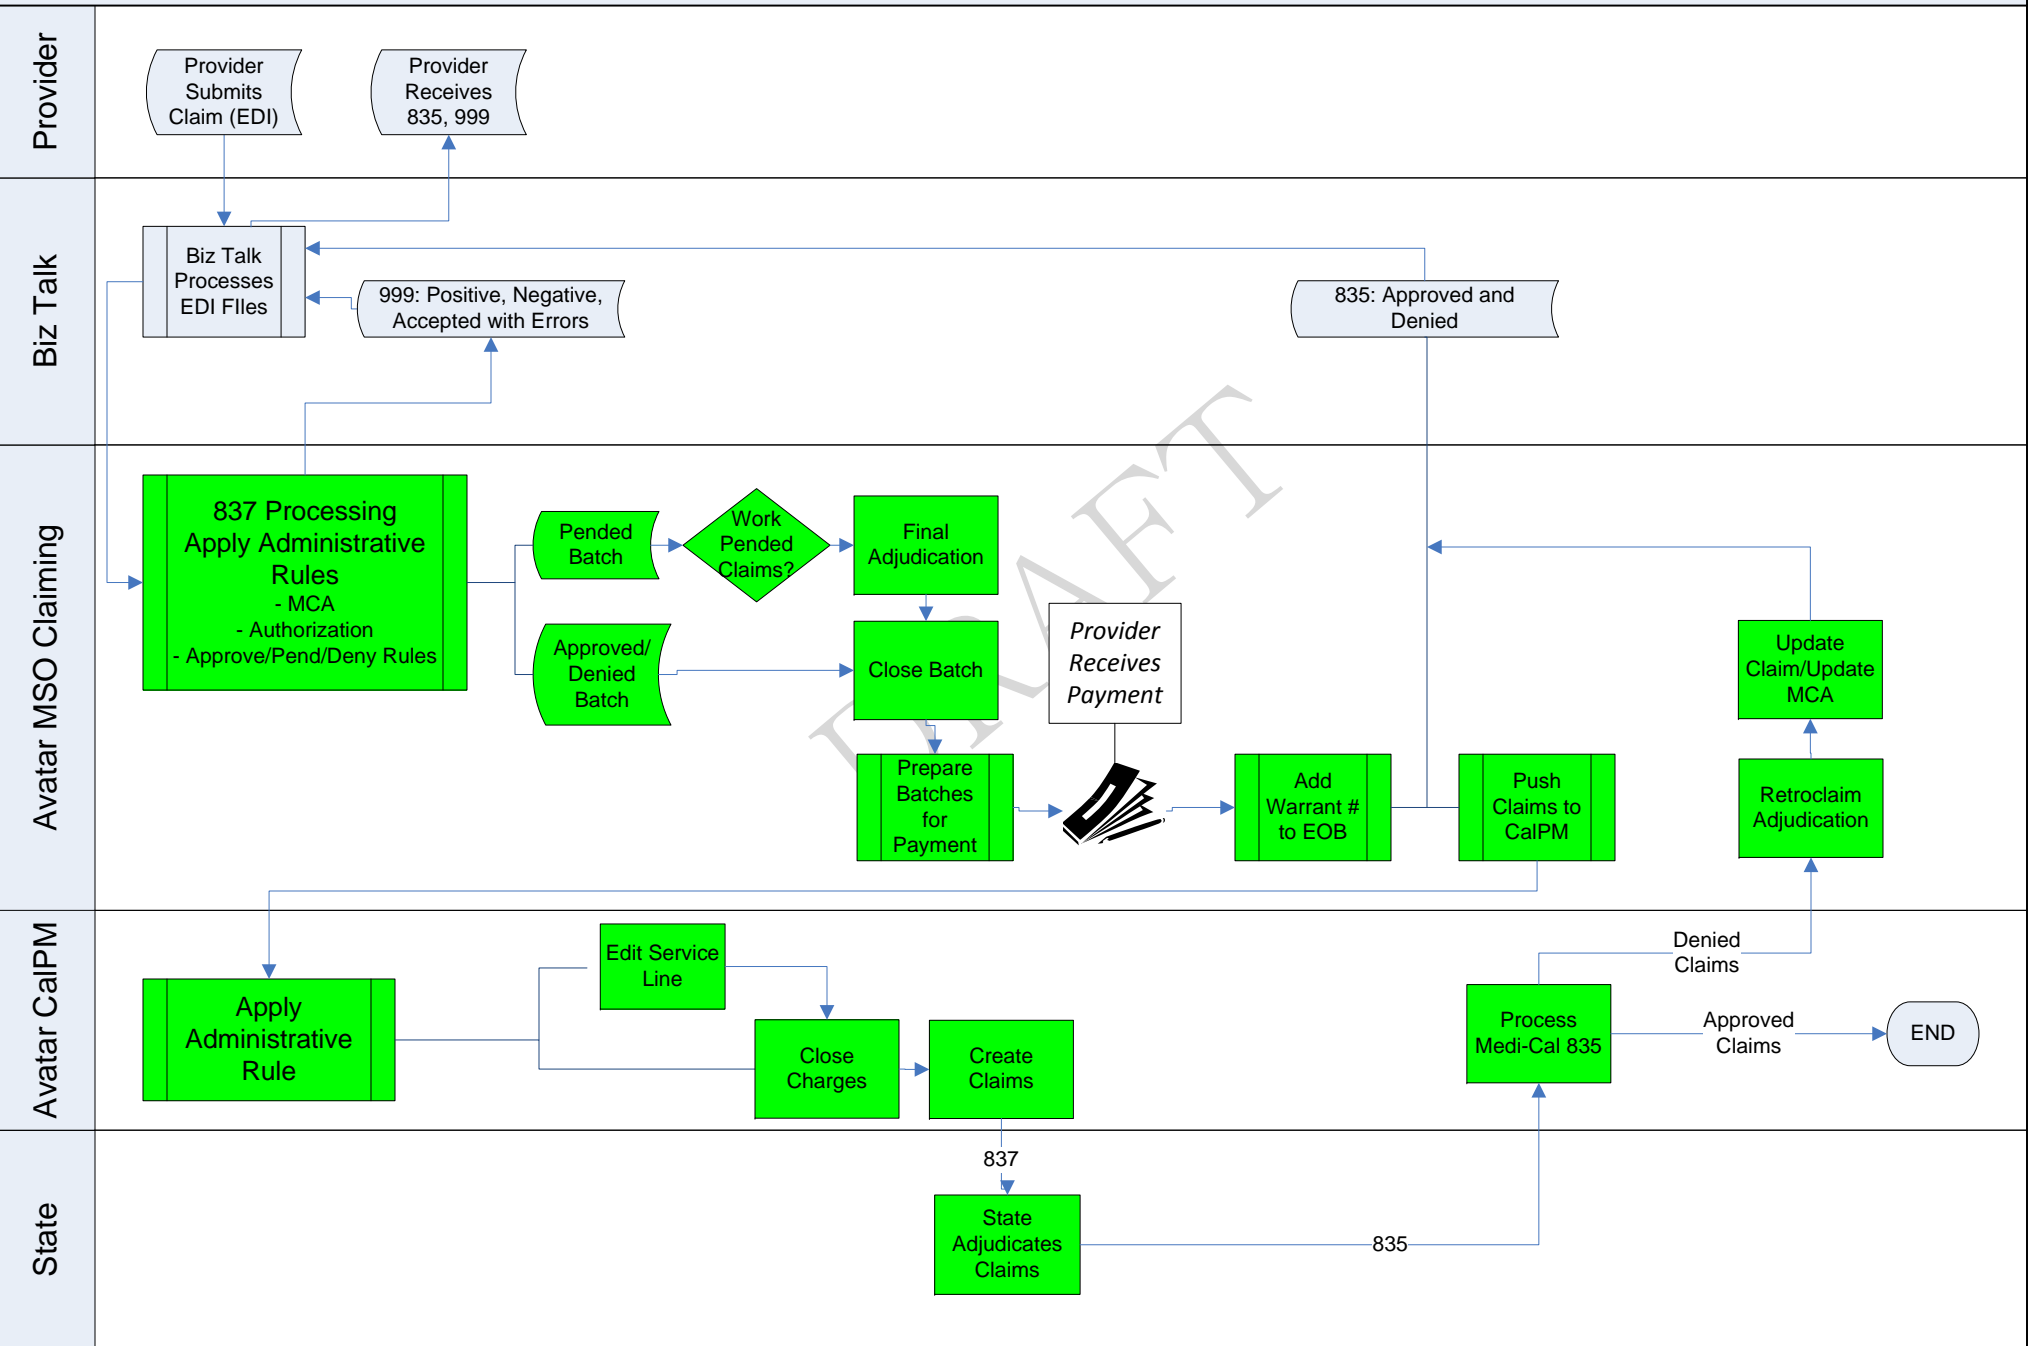 Provider
Provider
Submits
Claim (EDI)
Provider
Receives
835, 999
Biz Talk
Biz Talk
Processes
EDI FIles
999: Positive, Negative,
Accepted with Errors
835: Approved and
Denied
Avatar MSO Claiming
837 Processing
Apply Administrative
Rules
- MCA
- Authorization
- Approve/Pend/Deny Rules
Pended
Batch
Work
Pended
Claims?
Final
Adjudication
Approved/
Denied
Batch
Close Batch
Provider
Receives
Payment
Prepare
Batches
for
Payment
Add
Warrant #
to EOB
Push
Claims to
CalPM
Update
Claim/Update
MCA
Retroclaim
Adjudication
DRAFT
Avatar CalPM
Apply
Administrative
Rule
Edit Service
Line
Close
Charges
Create
Claims
Process
Medi-Cal 835
Denied
Claims
Approved
Claims
END
State
837
State
Adjudicates
Claims
835